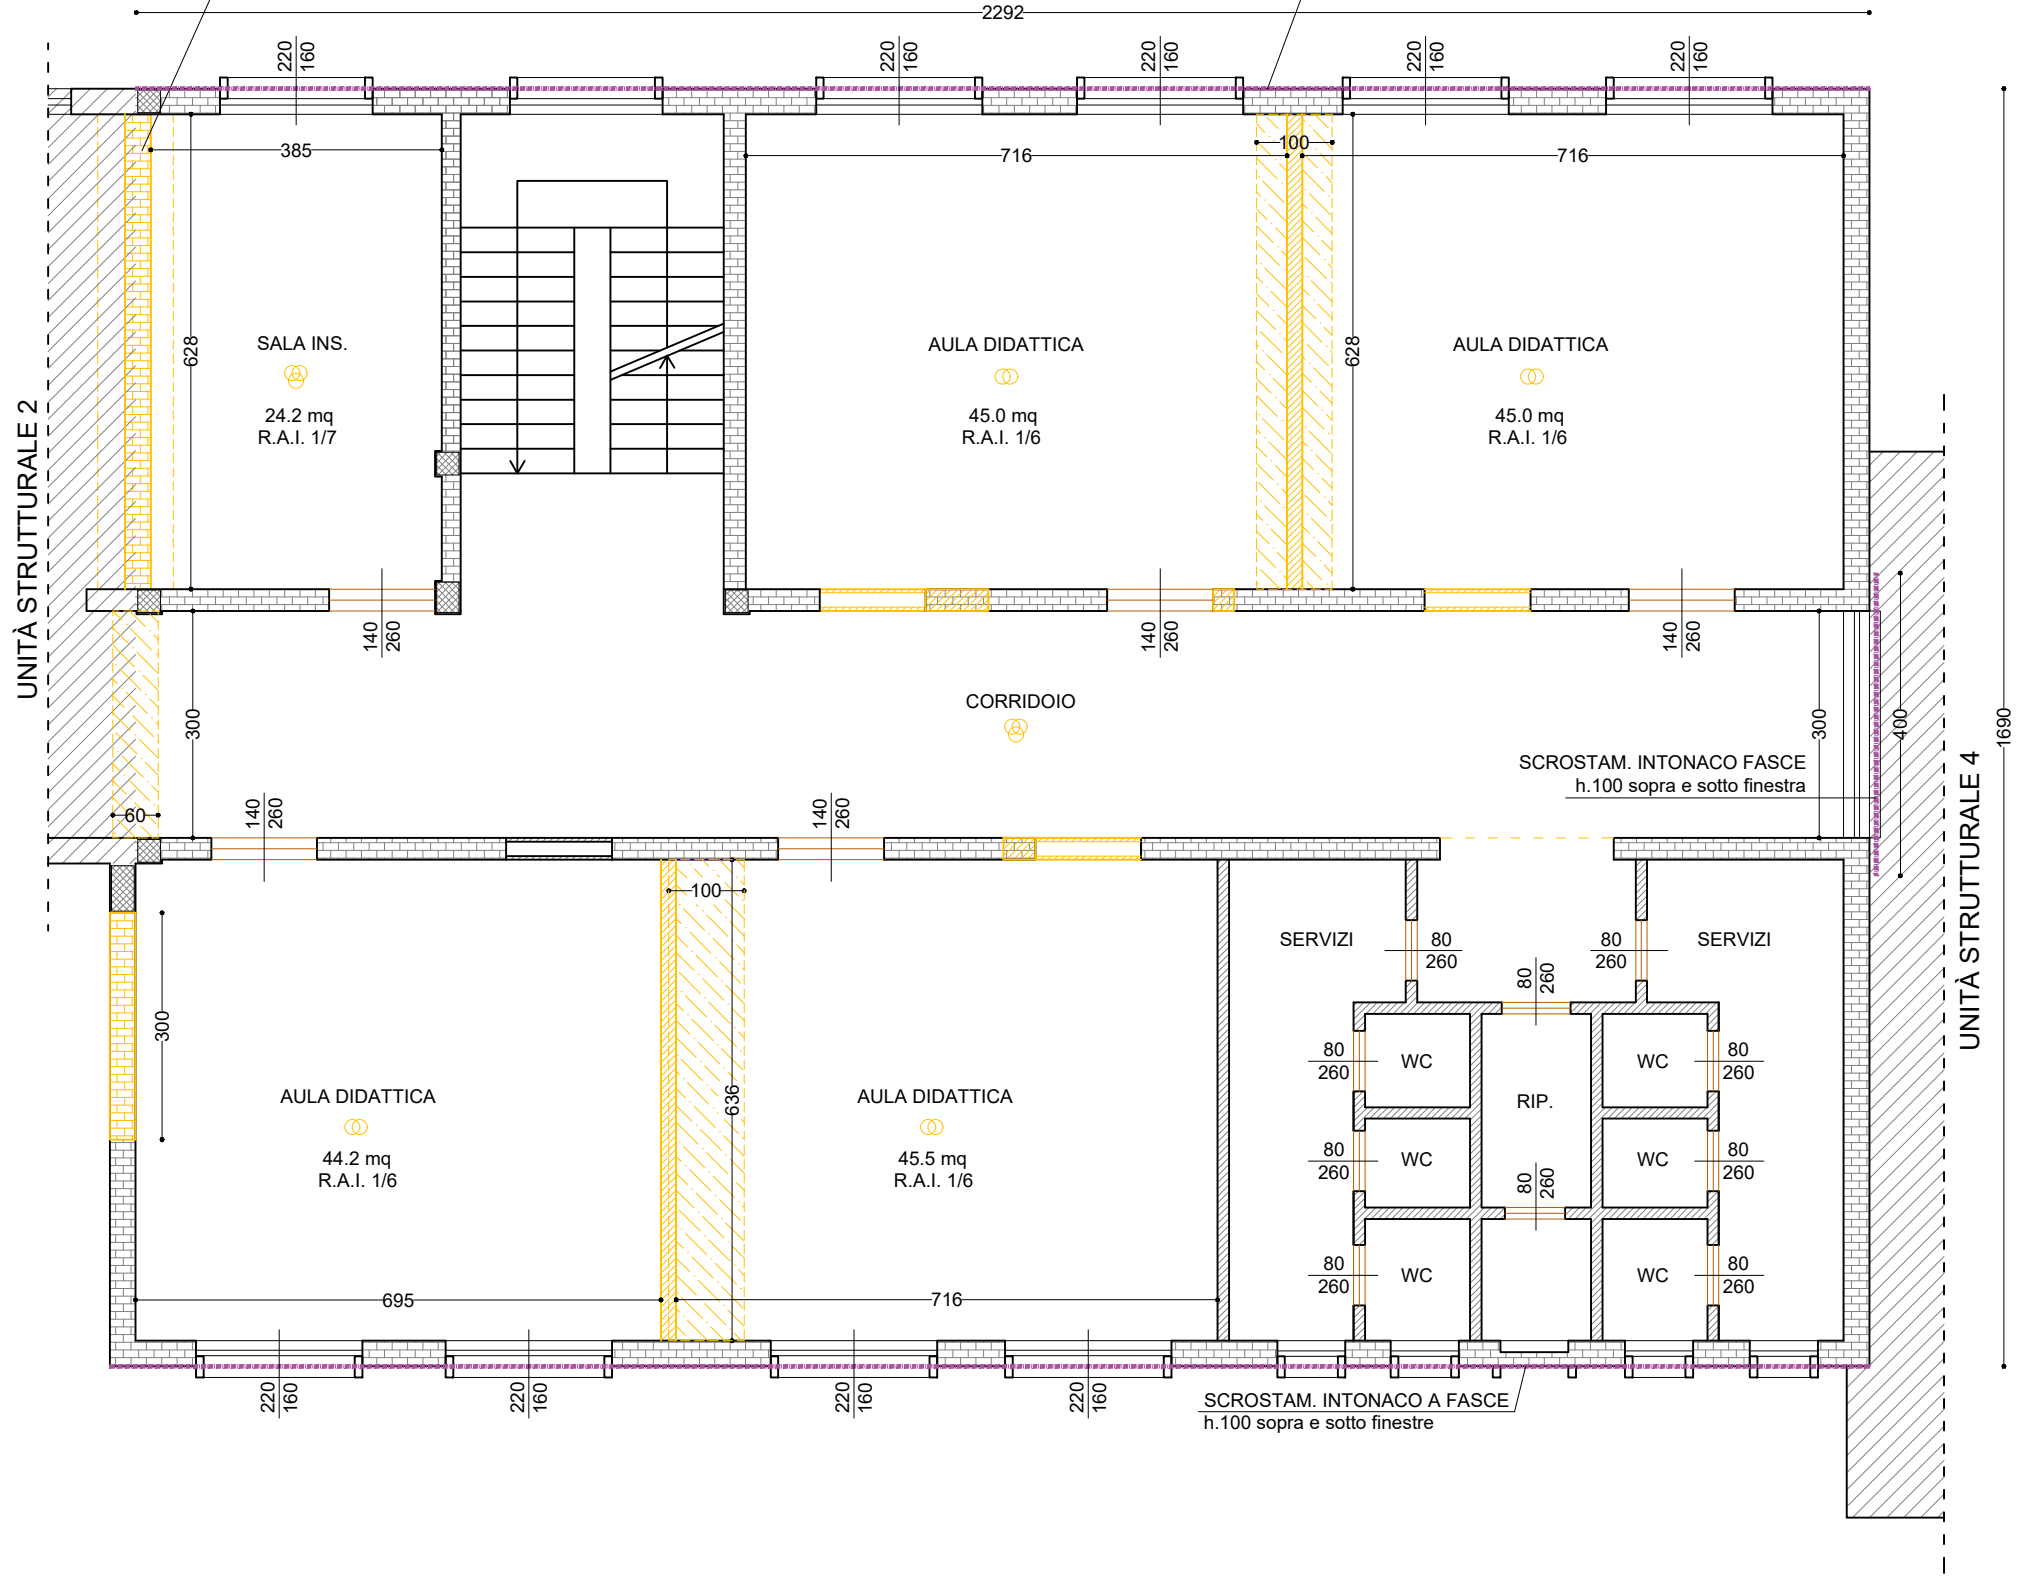 2292
220
160
220
160
220
160
220
160
220
160
385
716
100
716
628
628
SALA INS.
24.2 mq
R.A.I. 1/7
AULA DIDATTICA
45.0 mq
R.A.I. 1/6
AULA DIDATTICA
45.0 mq
R.A.I. 1/6
UNITÀ STRUTTURALE 2
140
260
140
260
140
260
CORRIDOIO
300
300
400
1690
SCROSTAM. INTONACO FASCE
h.100 sopra e sotto finestra
UNITÀ STRUTTURALE 4
60
140
260
140
260
100
SERVIZI
80
260
80
260
80
260
SERVIZI
300
636
AULA DIDATTICA
44.2 mq
R.A.I. 1/6
AULA DIDATTICA
45.5 mq
R.A.I. 1/6
80
260
WC
RIP.
WC
80
260
80
260
WC
80
260
WC
80
260
80
260
WC
WC
80
260
695
716
220
160
220
160
220
160
220
160
SCROSTAM. INTONACO A FASCE
h.100 sopra e sotto finestre